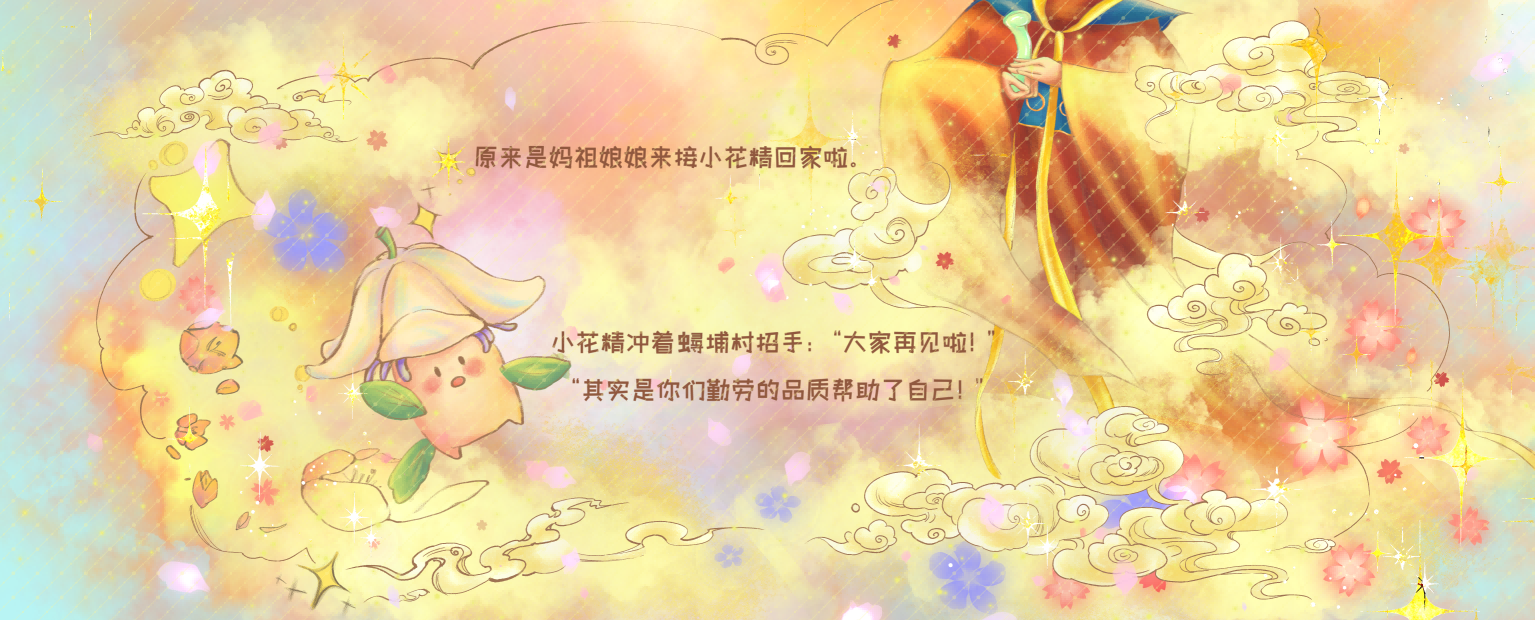 原来是妈祖娘娘来接小花精回家啦。
小花精冲着蟳埔村招手：“大家再见啦！”
“其实是你们勤劳的品质帮助了自己！”